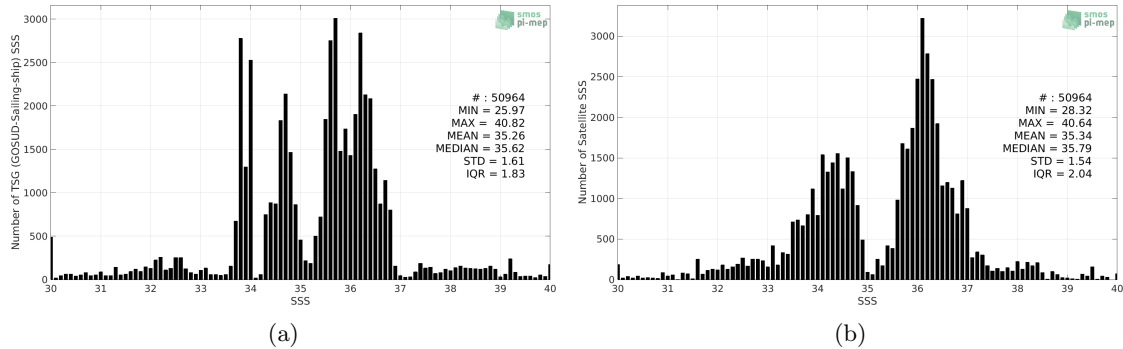 smos
pi-mep
Number of TSG (GOSUD-Sailing-ship) SSS
3000
2500
2000
1500
1000
500
0
# : 50964
MIN = 25.97
MAX = 40.82
MEAN = 35.26
MEDIAN = 35.62
STD = 1.61
IQR = 1.83
30 31 32 33 34 35 36 37 38 39 40
SSS
(a)
smos
pi-mep
Number of Satellite SSS
3000
2500
2000
1500
1000
500
0
# : 50964
MIN = 28.32
MAX = 40.64
MEAN = 35.34
MEDIAN = 35.79
STD = 1.54
IQR = 2.04
30 31 32 33 34 35 36 37 38 39 40
SSS
(b)